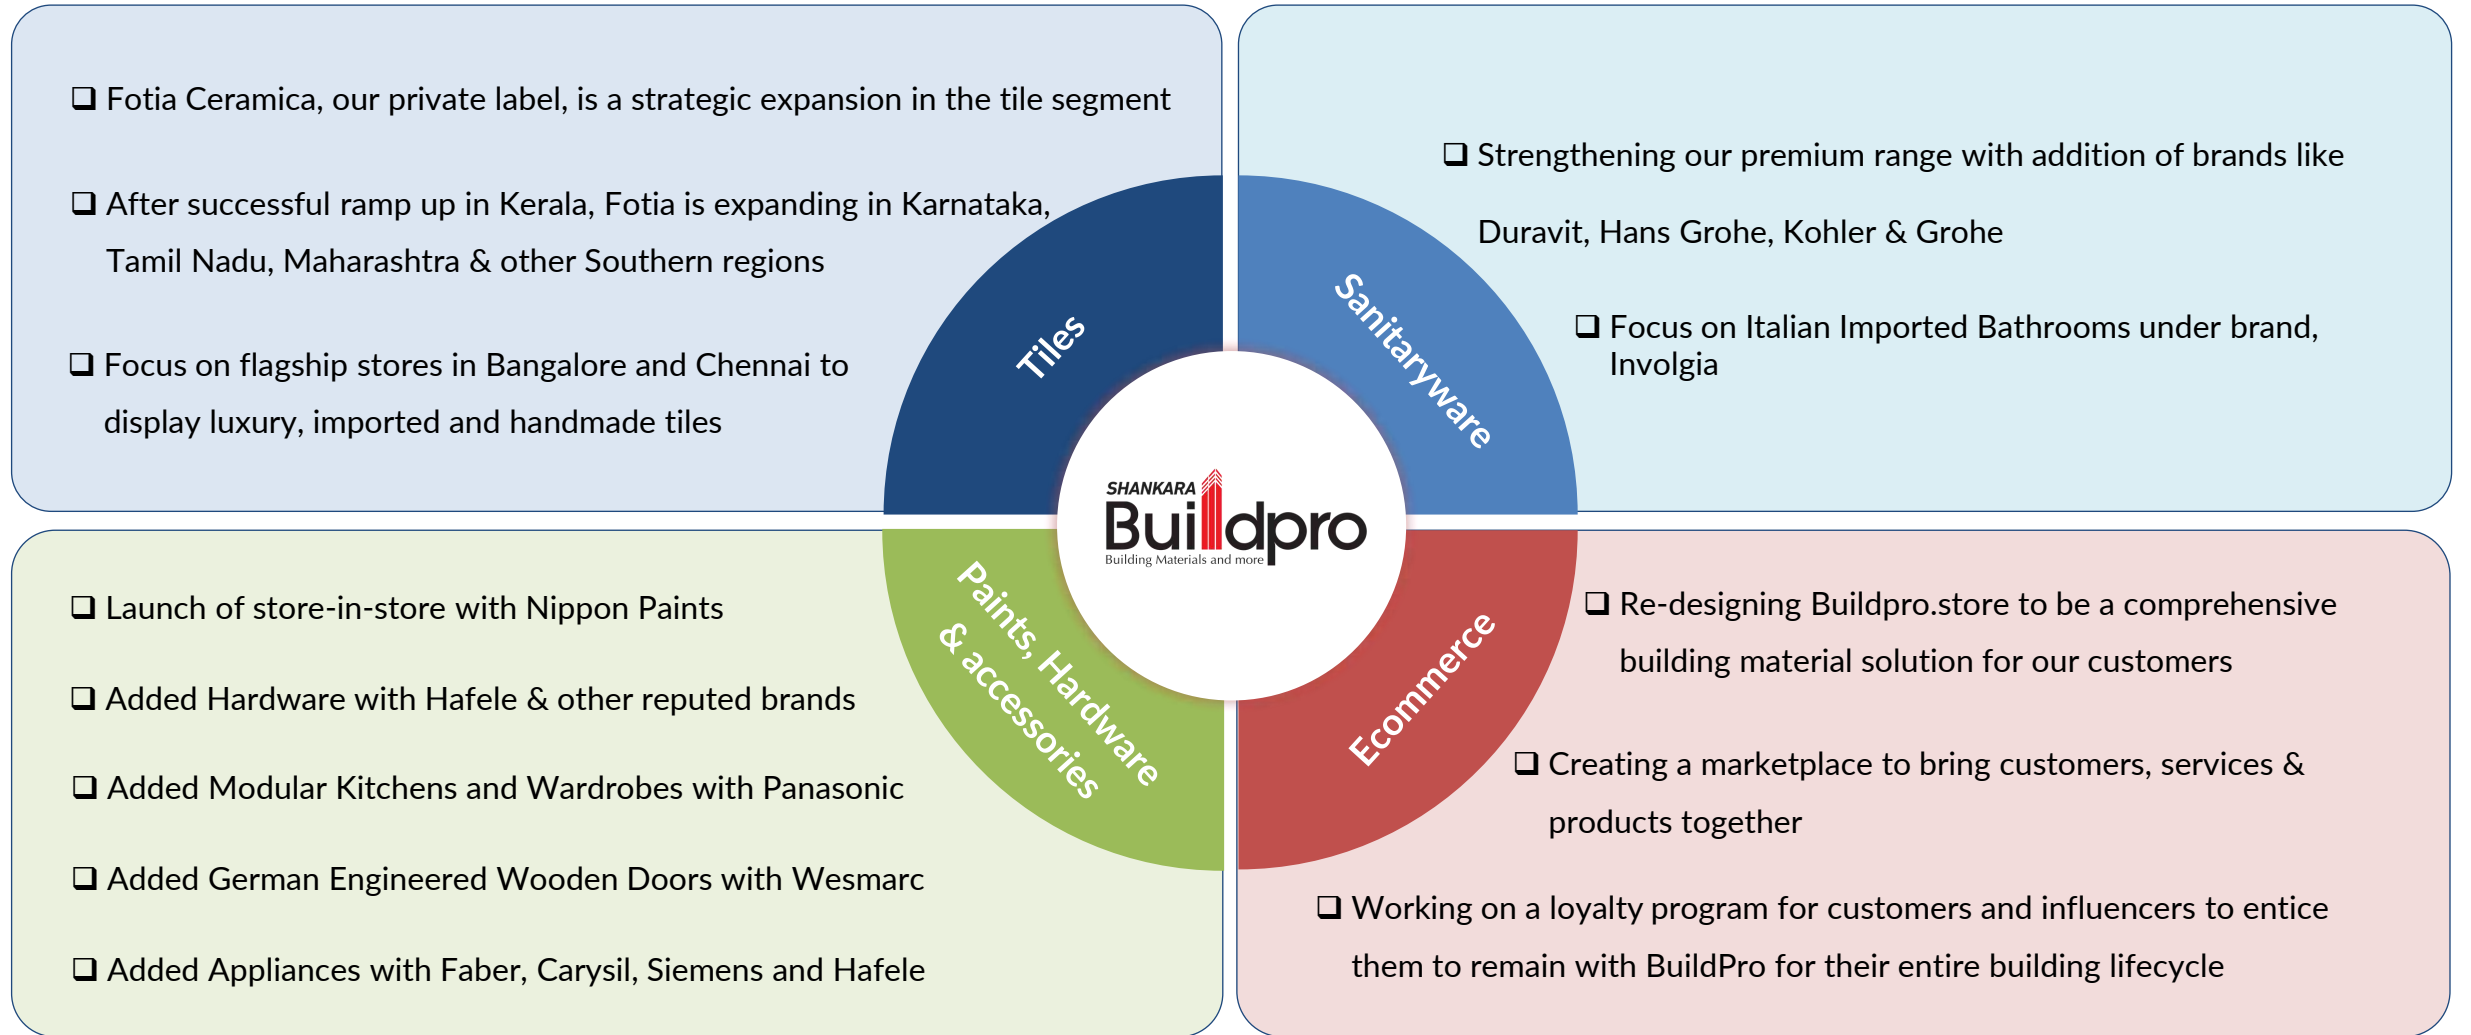 ❑ Fotia Ceramica, our private label, is a strategic expansion in the tile segment
❑ After successful ramp up in Kerala, Fotia is expanding in Karnataka,
Tamil Nadu, Maharashtra & other Southern regions
❑ Focus on flagship stores in Bangalore and Chennai to
display luxury, imported and handmade tiles
Tiles
❑ Strengthening our premium range with addition of brands like
Duravit, Hans Grohe, Kohler & Grohe
❑ Focus on Italian Imported Bathrooms under brand,
Involgia
Sanitaryware
SHANKARA
Buildpro
Building Materials and more
❑ Launch of store-in-store with Nippon Paints
❑ Added Hardware with Hafele & other reputed brands
❑ Added Modular Kitchens and Wardrobes with Panasonic
❑ Added German Engineered Wooden Doors with Wesmarc
❑ Added Appliances with Faber, Carysil, Siemens and Hafele
Paints, Hardware
& accessories
❑ Re-designing Buildpro.store to be a comprehensive
building material solution for our customers
❑ Creating a marketplace to bring customers, services &
products together
❑ Working on a loyalty program for customers and influencers to entice
them to remain with BuildPro for their entire building lifecycle
Ecommerce